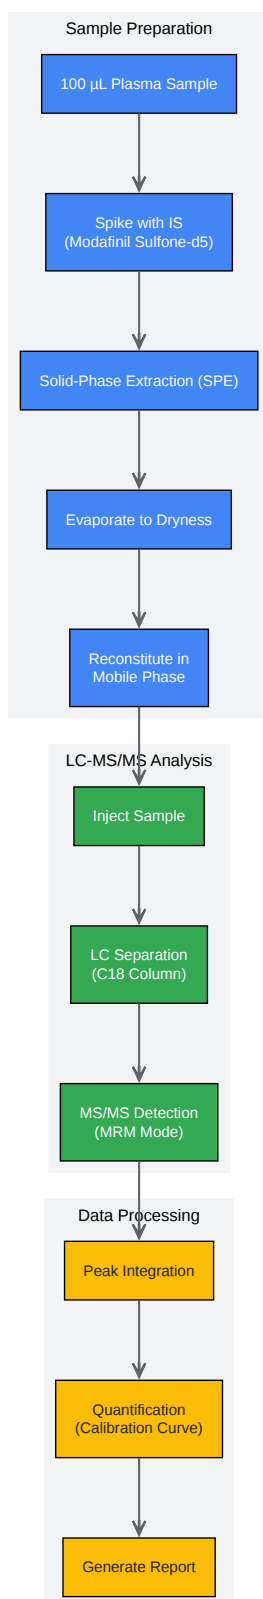 Sample Preparation
100 µL Plasma Sample
Spike with IS
(Modafinil Sulfone-d5)
Solid-Phase Extraction (SPE)
Evaporate to Dryness
Reconstitute in
Mobile Phase
LC-MS/MS Analysis
Inject Sample
LC Separation
(C18 Column)
MS/MS Detection
(MRM Mode)
Data Processing
Peak Integration
Quantification
(Calibration Curve)
Generate Report